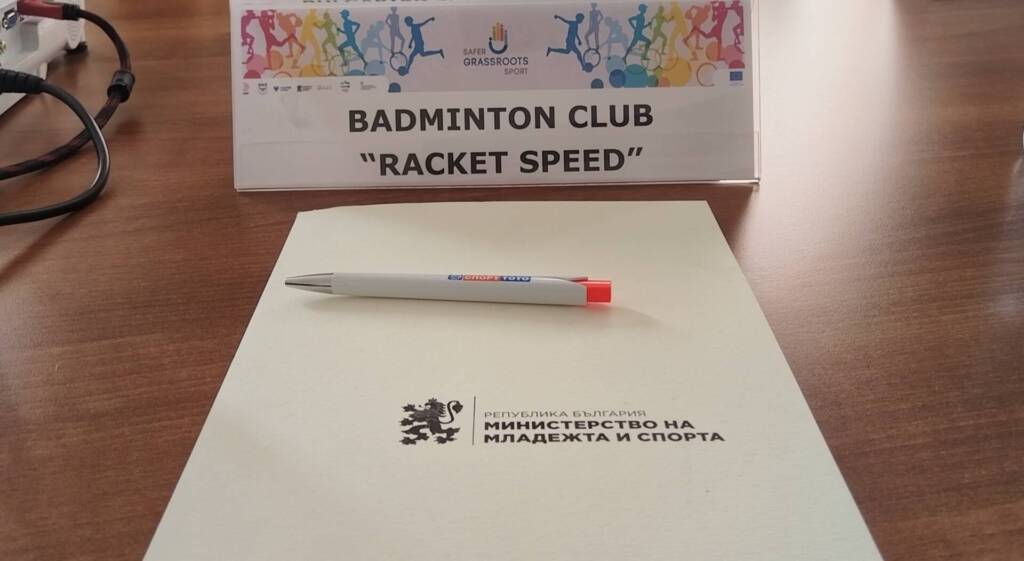 SAFER
GRASSROOTS
SPORT
BADMINTON CLUB
“RACKET SPEED”
СПОРТ ТОТО
РЕПУБЛИКА БЪЛГАРИЯ
МИНИСТЕРСТВО НА
МЛАДЕЖТА И СПОРТА